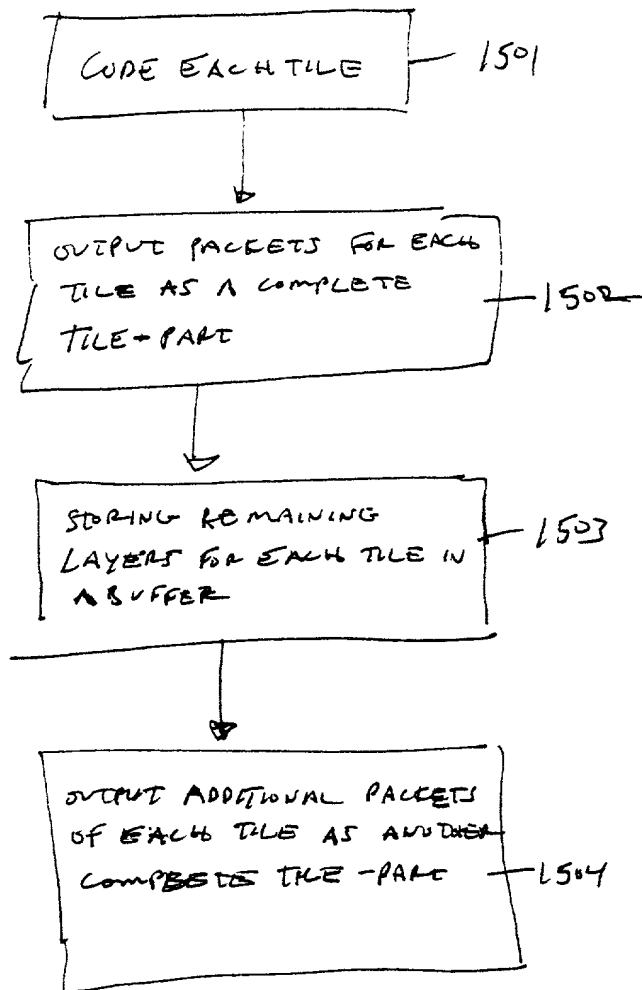 CODE EACH TILE
1501
OUTPUT PACKETS FOR EACH
TILE AS A COMPLETE
TILE-PART
1502
STORING REMAINING
LAYERS FOR EACH TILE IN
A BUFFER
1503
OUTPUT ADDITIONAL PACKETS
OF EACH TILE AS ANOTHER
COMPLETE TILE-PART
1504